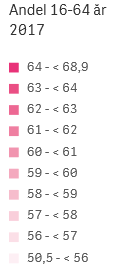 Andel 16-64 år
2017
64 - < 68,9
63 - < 64
62 - < 63
61 - < 62
60 - < 61
59 - < 60
58 - < 59
57 - < 58
56 - < 57
50,5 - < 56